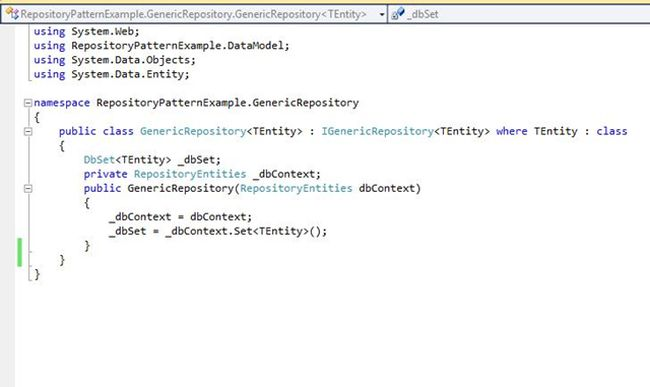 RepositoryPatternExample.GenericRepository.GenericRepository<TEntity> _dbSet
using System.Web;
using RepositoryPatternExample.DataModel;
using System.Data.Objects;
using System.Data.Entity;
namespace RepositoryPatternExample.GenericRepository
{
public class GenericRepository<TEntity> : IGenericRepository<TEntity> where TEntity : class
{
DbSet<TEntity> _dbSet;
private RepositoryEntities _dbContext;
public GenericRepository(RepositoryEntities dbContext)
{
_dbContext = dbContext;
_dbSet = _dbContext.Set<TEntity>();
}
}
}